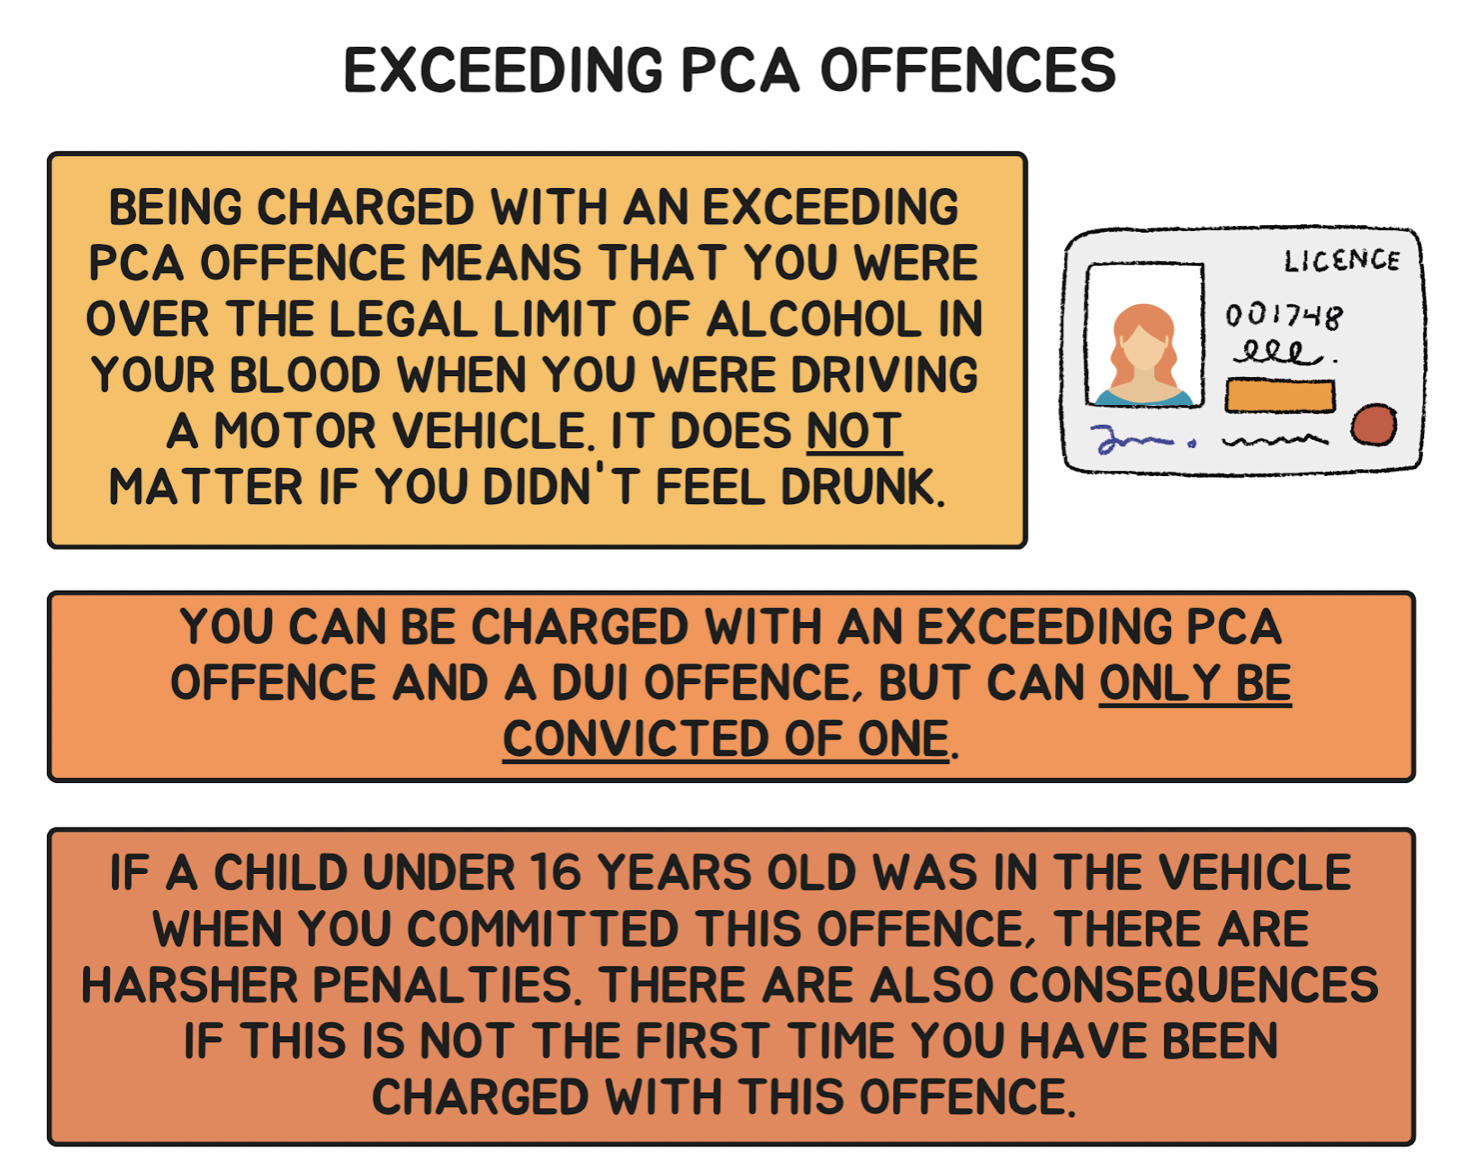 EXCEEDING PCA OFFENCES
BEING CHARGED WITH AN EXCEEDING
PCA OFFENCE MEANS THAT YOU WERE
OVER THE LEGAL LIMIT OF ALCOHOL IN
YOUR BLOOD WHEN YOU WERE DRIVING
A MOTOR VEHICLE. IT DOES NOT
MATTER IF YOU DIDN'T FEEL DRUNK.
LICENCE
001748
YOU CAN BE CHARGED WITH AN EXCEEDING PCA
OFFENCE AND A DUI OFFENCE, BUT CAN ONLY BE
CONVICTED OF ONE.
IF A CHILD UNDER 16 YEARS OLD WAS IN THE VEHICLE
WHEN YOU COMMITTED THIS OFFENCE, THERE ARE
HARSHER PENALTIES. THERE ARE ALSO CONSEQUENCES
IF THIS IS NOT THE FIRST TIME YOU HAVE BEEN
CHARGED WITH THIS OFFENCE.